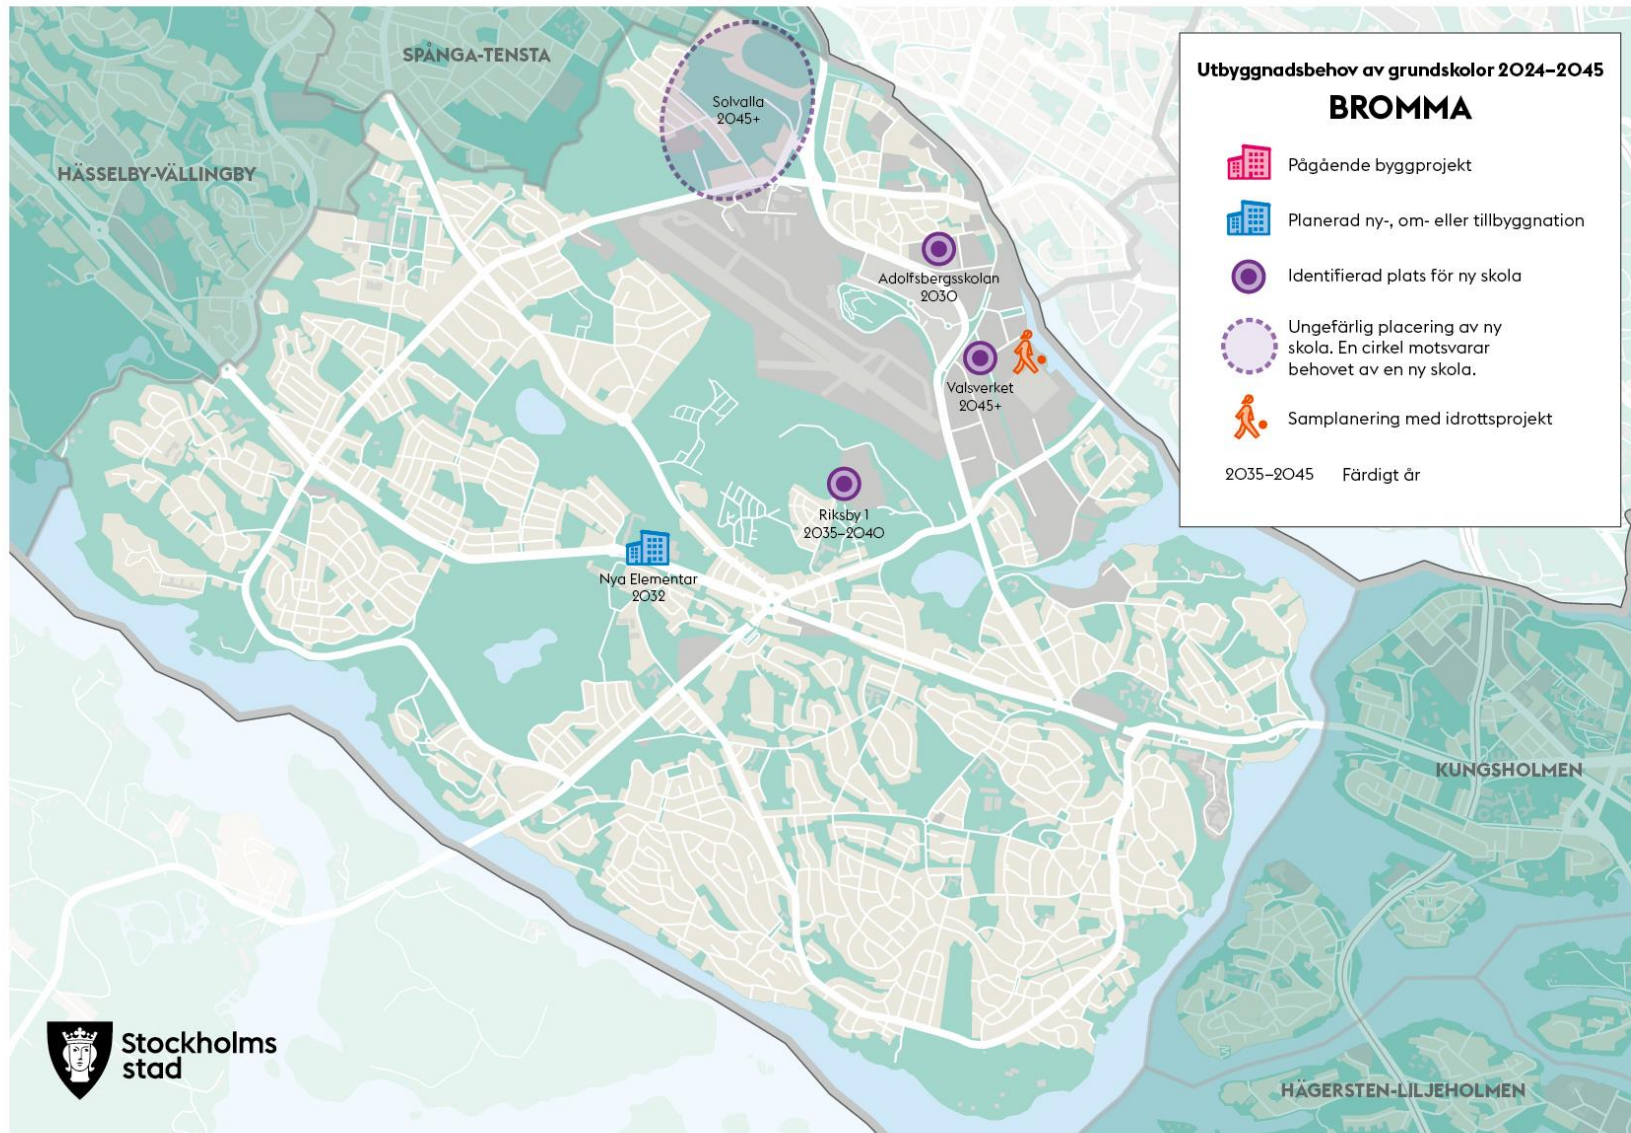 SPÅNGA-TENSTA
HÄSSELBY-VÄLLINGBY
Solvalla
2045+
Adolfsbergsskolan
2030
Valsverket
2045+
Riksby 1
2035–2040
Nya Elementar
2032
Utbyggnadsbehov av grundskolor 2024–2045
BROMMA
Pågående byggprojekt
Planerad ny-, om- eller tillbyggnation
Identifierad plats för ny skola
Ungefärlig placering av ny
skola. En cirkel motsvarar
behovet av en ny skola.
Samplanering med idrottsprojekt
2035–2045 Färdigt år
KUNGSHOLMEN
HÄGERSTEN-LILJEHOLMEN
Stockholms
stad